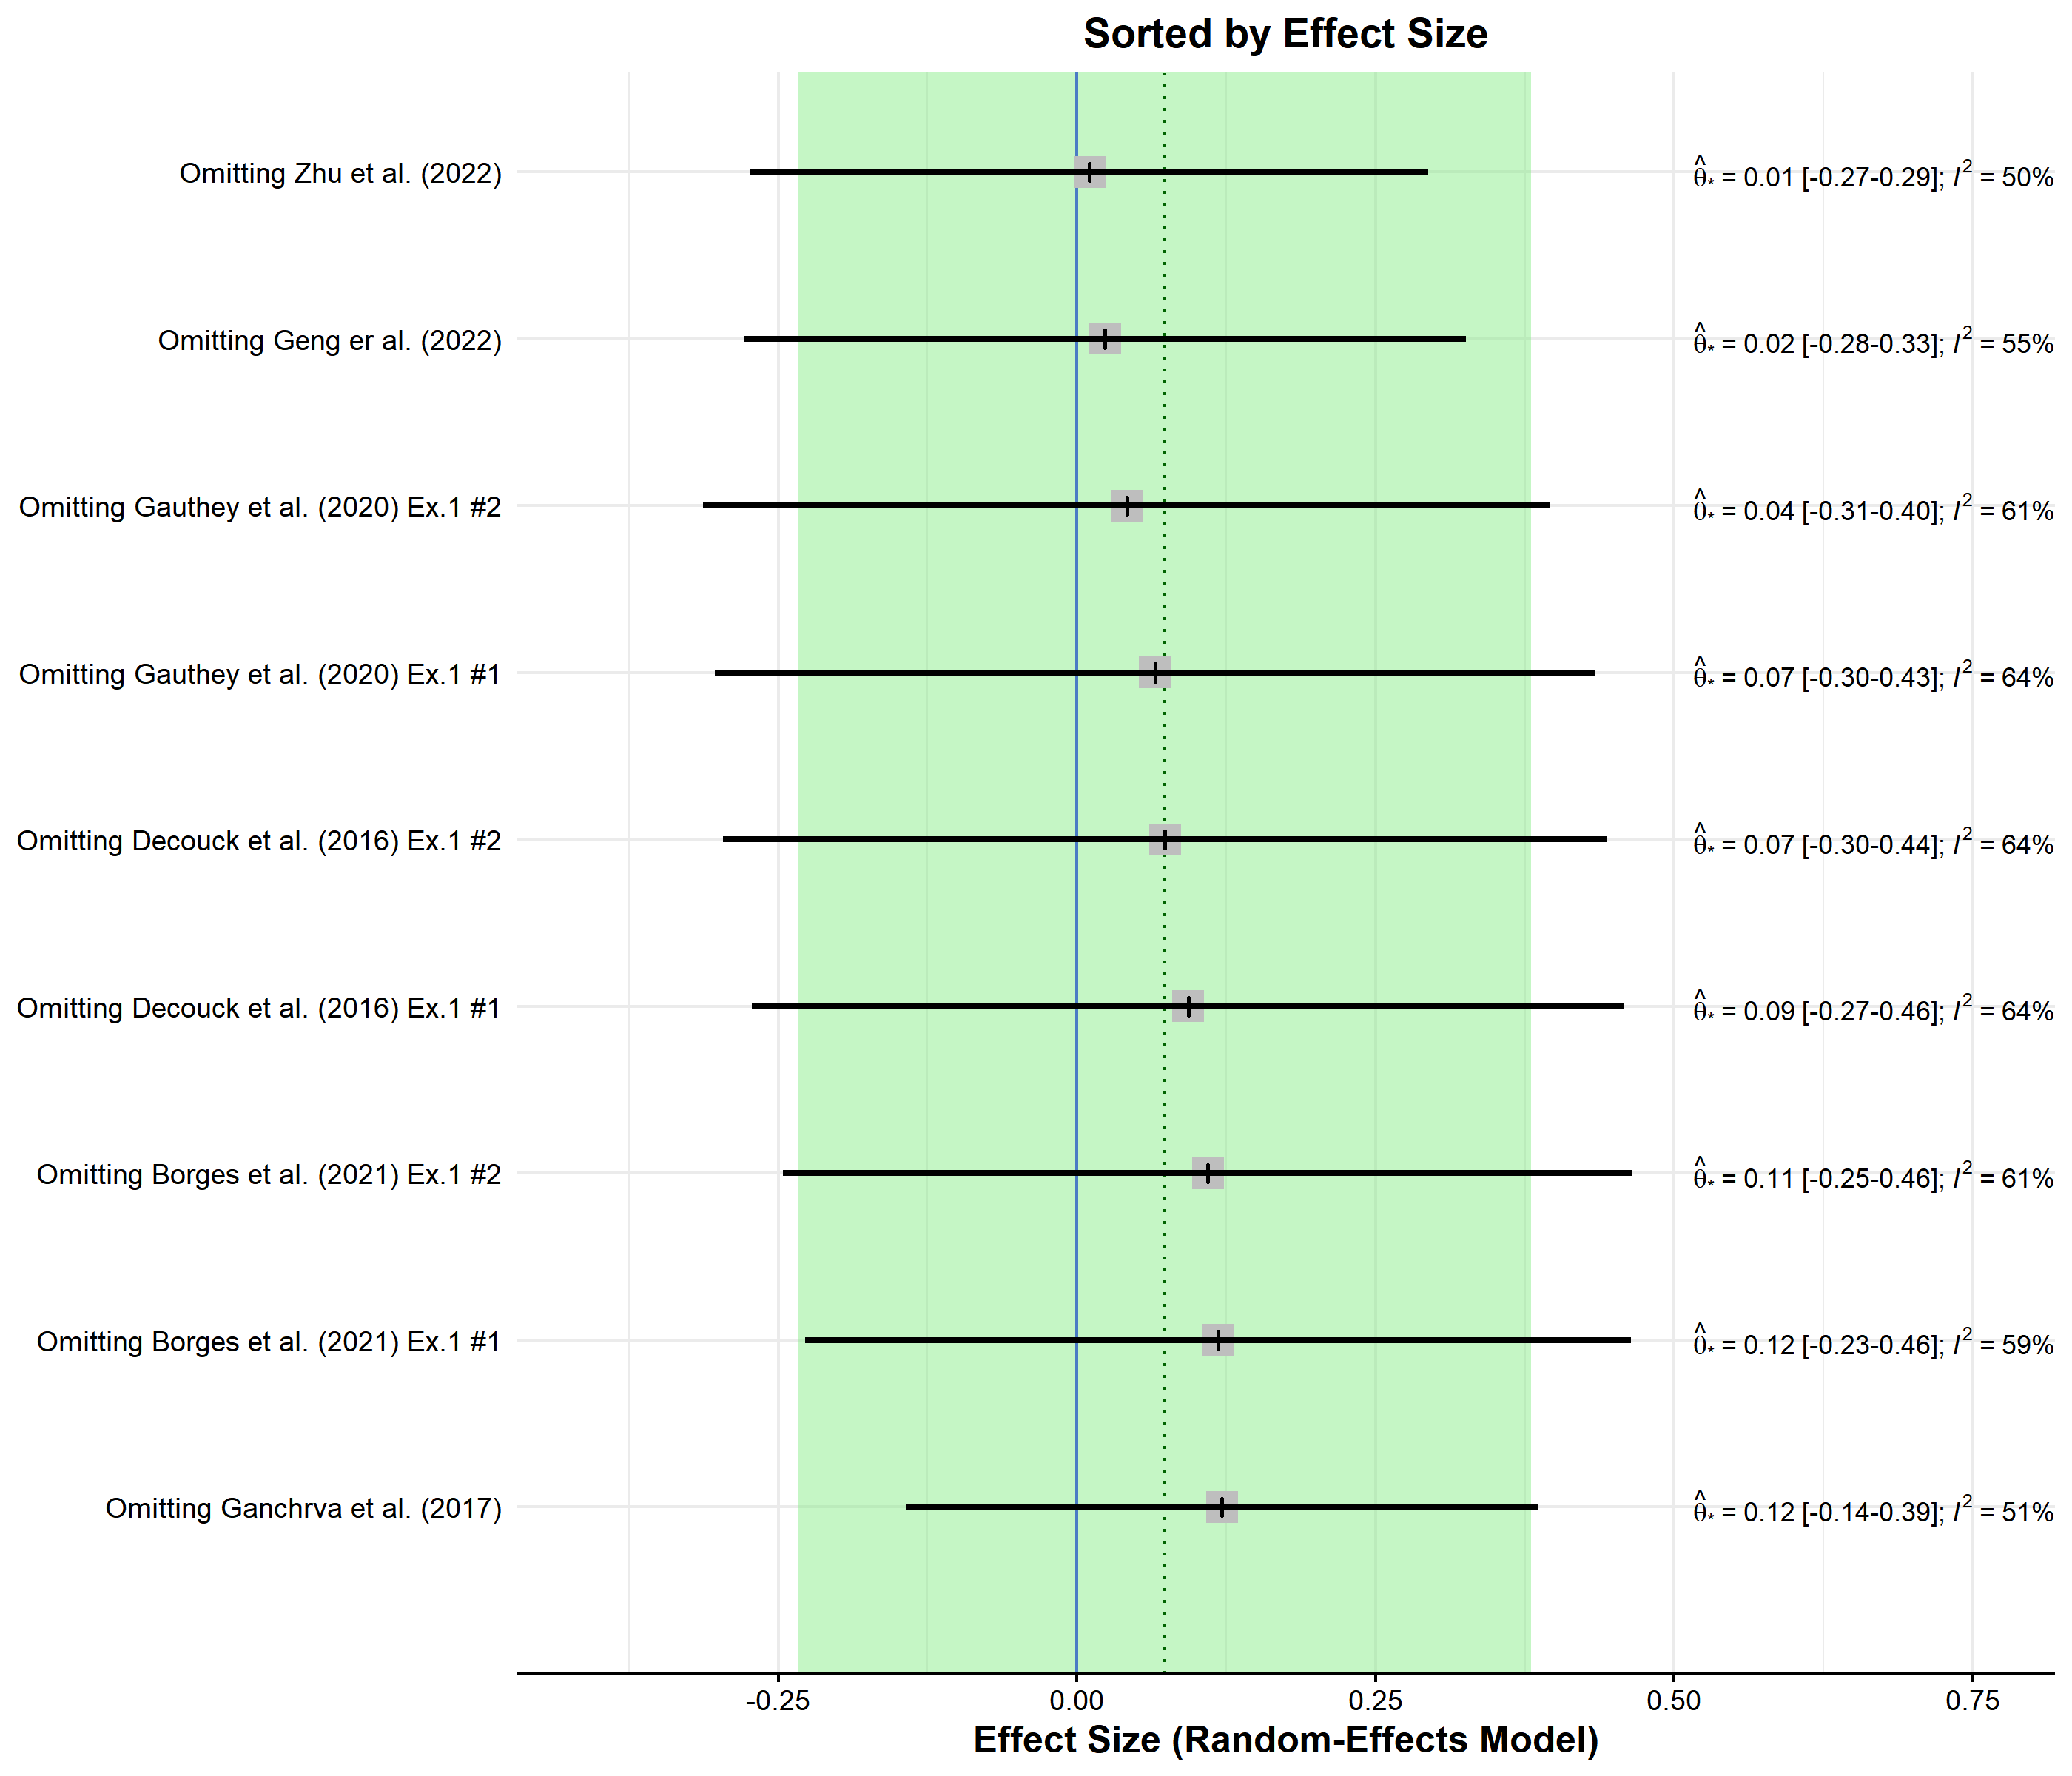 Sorted by Effect Size
Omitting Zhu et al. (2022) θ̂* = 0.01 [-0.27-0.29]; I² = 50%
Omitting Geng er al. (2022) θ̂* = 0.02 [-0.28-0.33]; I² = 55%
Omitting Gauthey et al. (2020) Ex.1 #2 θ̂* = 0.04 [-0.31-0.40]; I² = 61%
Omitting Gauthey et al. (2020) Ex.1 #1 θ̂* = 0.07 [-0.30-0.43]; I² = 64%
Omitting Decouck et al. (2016) Ex.1 #2 θ̂* = 0.07 [-0.30-0.44]; I² = 64%
Omitting Decouck et al. (2016) Ex.1 #1 θ̂* = 0.09 [-0.27-0.46]; I² = 64%
Omitting Borges et al. (2021) Ex.1 #2 θ̂* = 0.11 [-0.25-0.46]; I² = 61%
Omitting Borges et al. (2021) Ex.1 #1 θ̂* = 0.12 [-0.23-0.46]; I² = 59%
Omitting Ganchrva et al. (2017) θ̂* = 0.12 [-0.14-0.39]; I² = 51%
-0.25 0.00 0.25 0.50 0.75
Effect Size (Random-Effects Model)